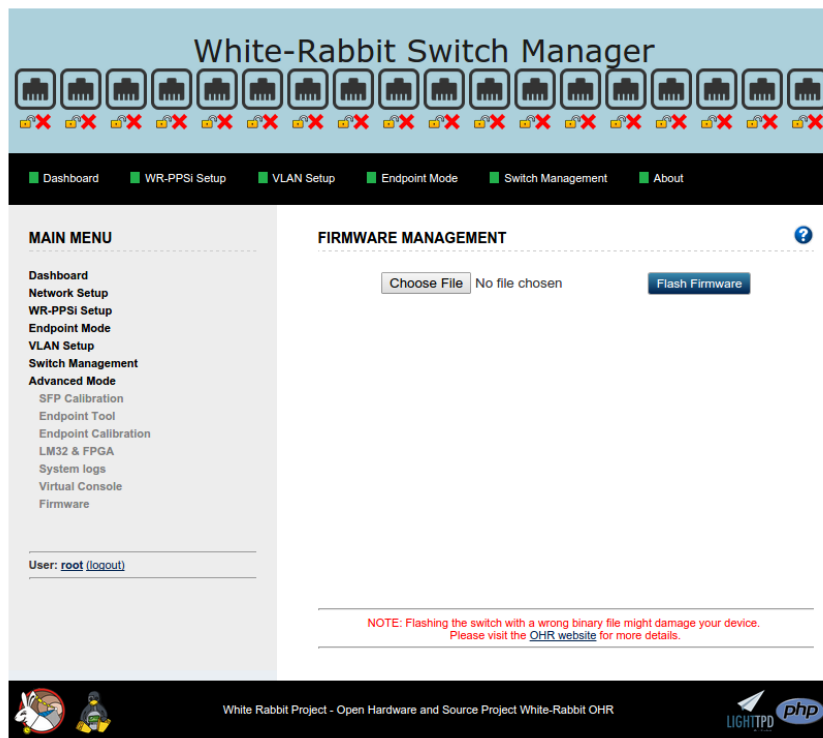 White-Rabbit Switch Manager
Dashboard WR-PPSi Setup VLAN Setup Endpoint Mode Switch Management About
MAIN MENU
Dashboard
Network Setup
WR-PPSi Setup
Endpoint Mode
VLAN Setup
Switch Management
Advanced Mode
SFP Calibration
Endpoint Tool
Endpoint Calibration
LM32 & FPGA
System logs
Virtual Console
Firmware
User: root (logout)
FIRMWARE MANAGEMENT ?
Choose File No file chosen Flash Firmware
NOTE: Flashing the switch with a wrong binary file might damage your device.
Please visit the OHR website for more details.
White Rabbit Project - Open Hardware and Source Project White-Rabbit OHR
LIGHTTPD
php